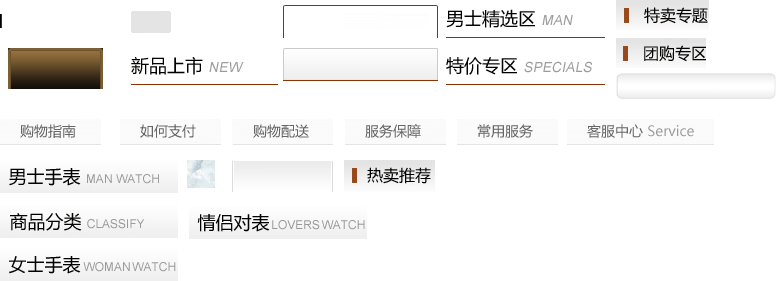 男士精选区 MAN
特卖专题
新品上市 NEW
特价专区 SPECIALS
团购专区
购物指南
如何支付
购物配送
服务保障
常用服务
客服中心 Service
男士手表 MAN WATCH
热卖推荐
商品分类 CLASSIFY
情侣对表 LOVERS WATCH
女士手表 WOMAN WATCH